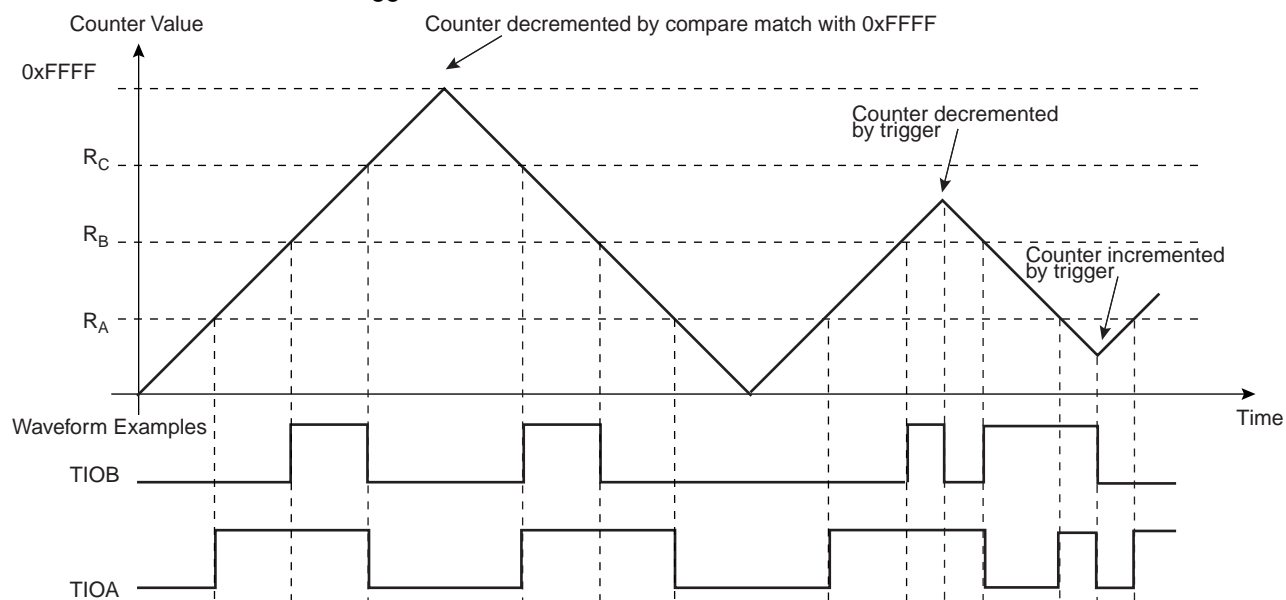 Counter Value
Counter decremented by compare match with 0xFFFF
0xFFFF
Counter decremented
by trigger
RC
RB
Counter incremented
by trigger
RA
Time
Waveform Examples
TIOB
TIOA